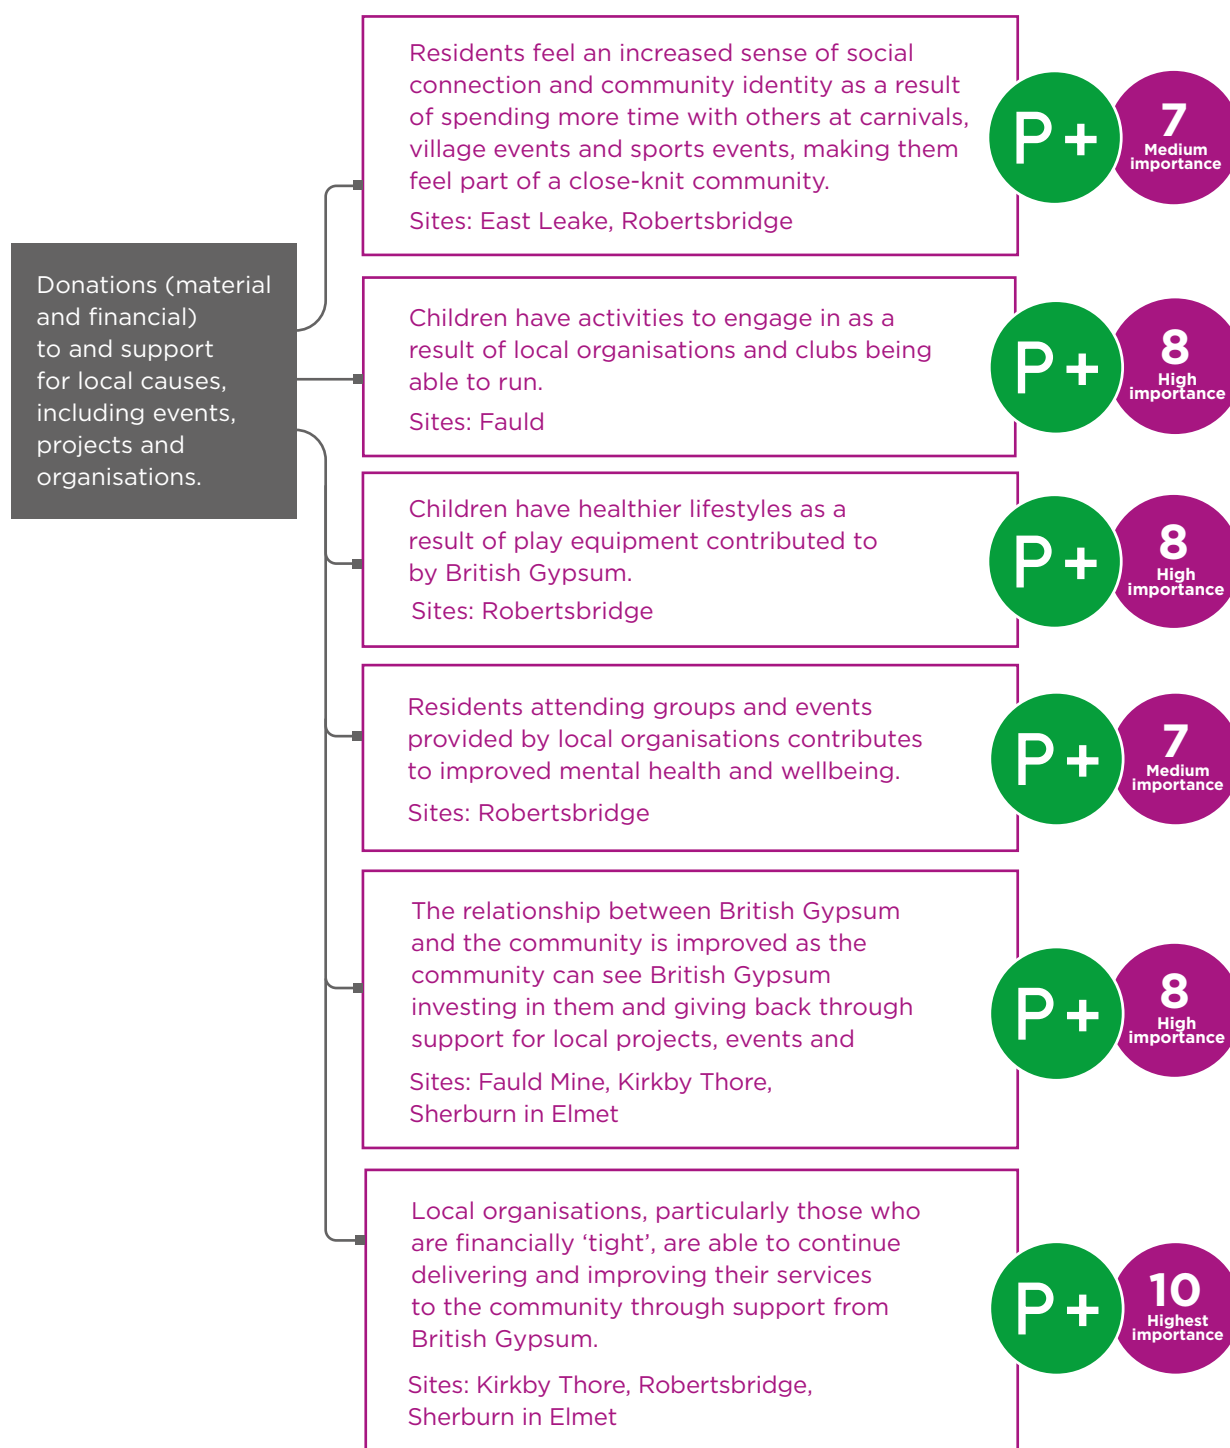 Donations (material
and financial)
to and support
for local causes,
including events,
projects and
organisations.
Residents feel an increased sense of social
connection and community identity as a result
of spending more time with others at carnivals,
village events and sports events, making them
feel part of a close-knit community.
Sites: East Leake, Robertsbridge
P+
7
Medium
importance
Children have activities to engage in as a
result of local organisations and clubs being
able to run.
Sites: Fauld
P+
8
High
importance
Children have healthier lifestyles as a
result of play equipment contributed to
by British Gypsum.
Sites: Robertsbridge
P+
8
High
importance
Residents attending groups and events
provided by local organisations contributes
to improved mental health and wellbeing.
Sites: Robertsbridge
P+
7
Medium
importance
The relationship between British Gypsum
and the community is improved as the
community can see British Gypsum
investing in them and giving back through
support for local projects, events and
Sites: Fauld Mine, Kirkby Thore,
Sherburn in Elmet
P+
8
High
importance
Local organisations, particularly those who
are financially ‘tight’, are able to continue
delivering and improving their services
to the community through support from
British Gypsum.
Sites: Kirkby Thore, Robertsbridge,
Sherburn in Elmet
P+
10
Highest
importance